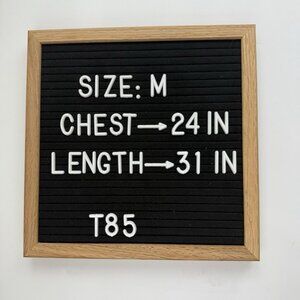 SIZE: M
CHEST→24 IN
LENGTH→31 IN
T85